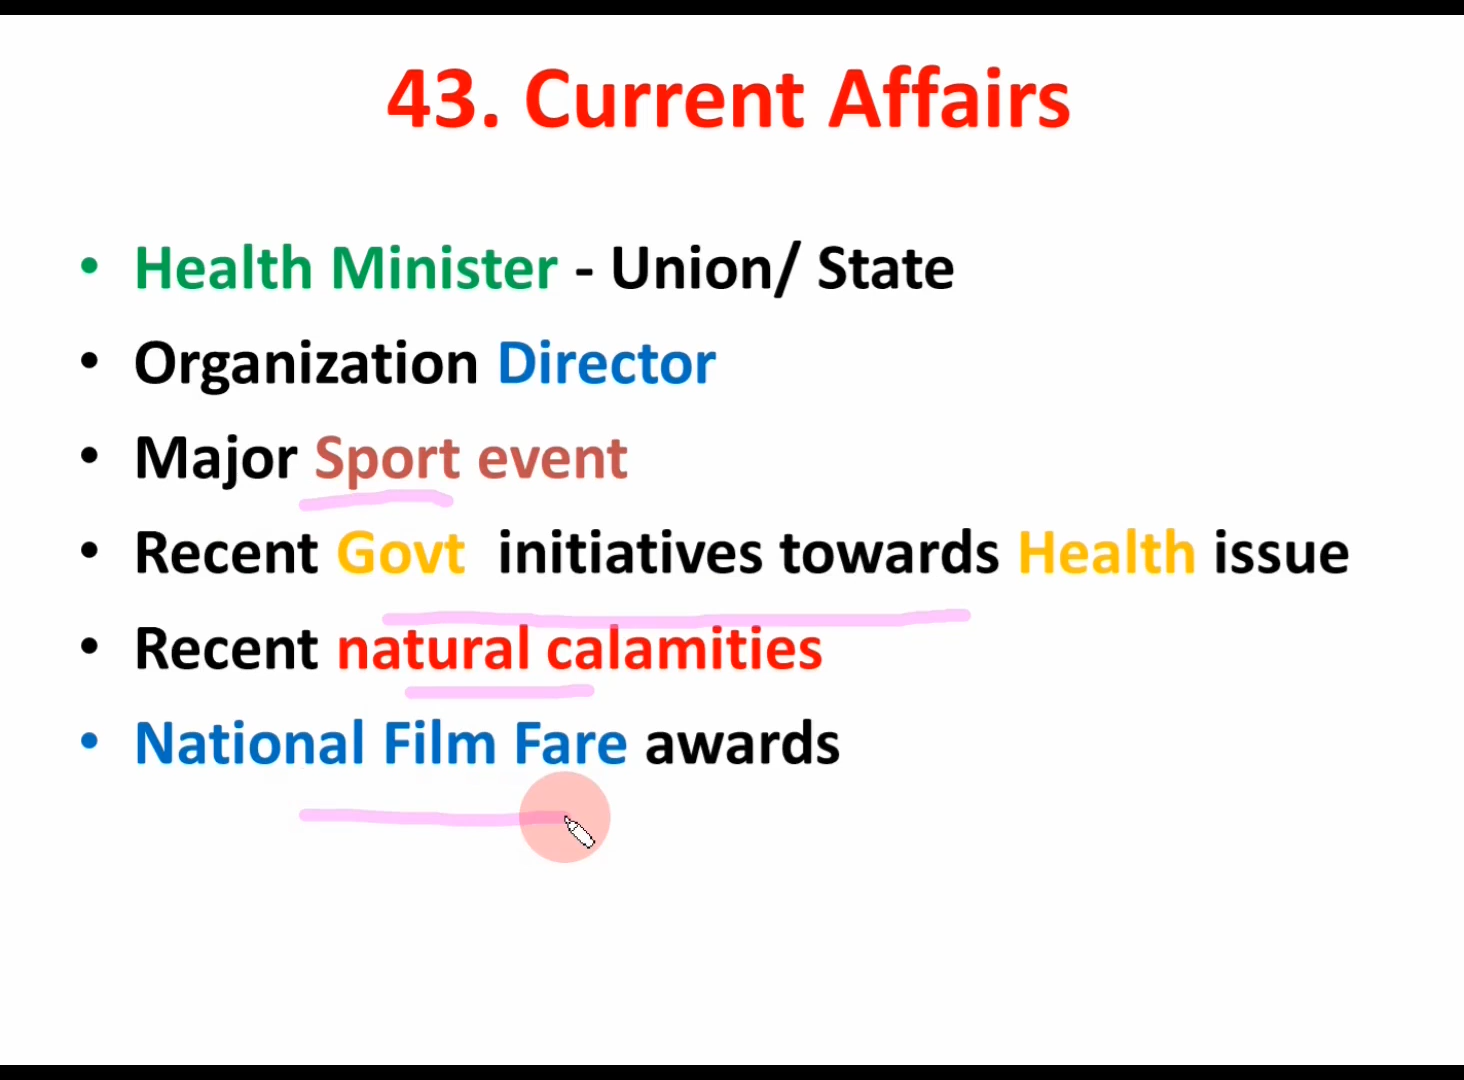 43. Current Affairs
• Health Minister - Union/ State
• Organization Director
• Major Sport event
• Recent Govt initiatives towards Health issue
• Recent natural calamities
• National Film Fare awards